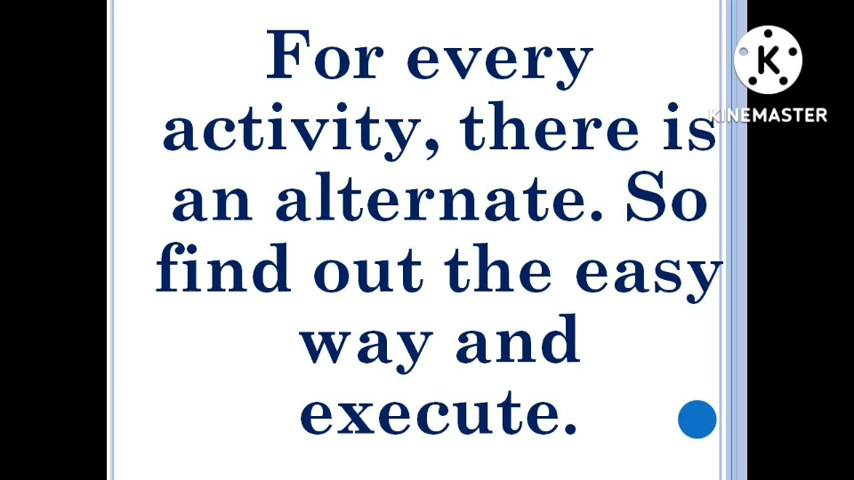 For every
activity, there is
an alternate. So
find out the easy
way and
execute.
K
KINEMASTER